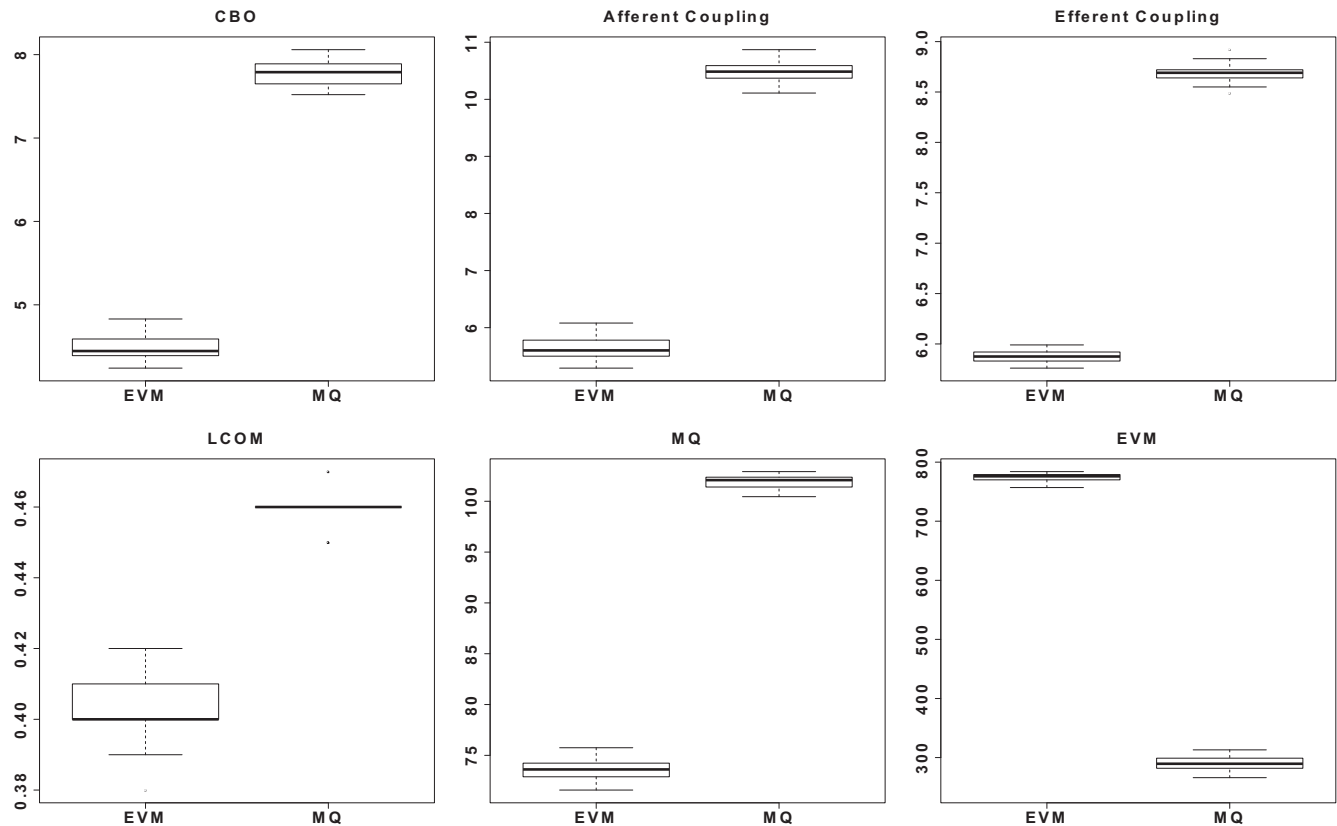 CBO
8
7
6
5
EVM
MQ
Afferent Coupling
11
10
9
8
7
6
EVM
MQ
Efferent Coupling
9.0
8.5
8.0
7.5
7.0
6.5
6.0
EVM
MQ
LCOM
0.46
0.44
0.42
0.40
0.38
EVM
MQ
MQ
100
95
90
85
80
75
EVM
MQ
EVM
800
700
600
500
400
300
EVM
MQ